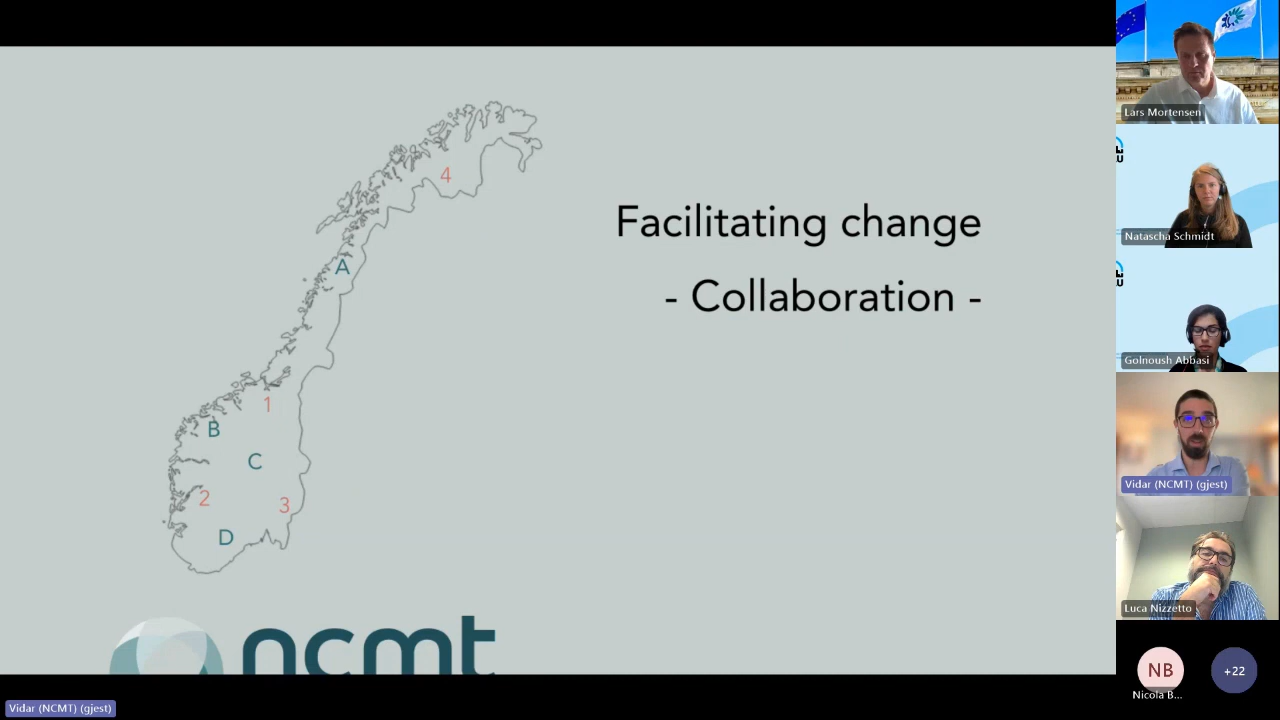 4
A
1
B
C
2
3
D
Facilitating change
- Collaboration -
ncmt
Vidar (NCMT) (gjest)
Lars Mortensen
Natascha Schmidt
Golnoush Abbasi
Vidar (NCMT) (gjest)
Luca Nizzetto
NB
Nicola B...
+22